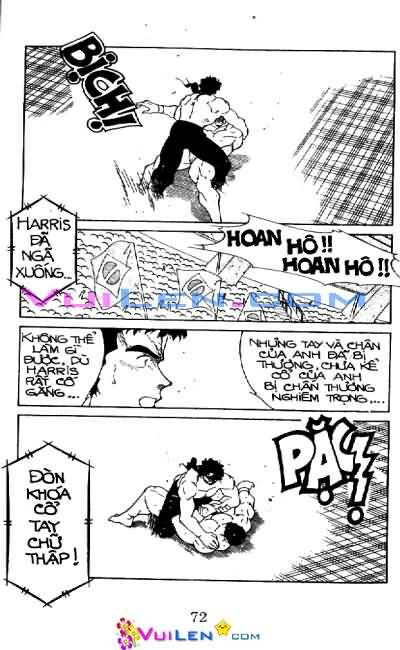 BỊCH!
HARRIS
ĐÃ
NGÃ
XUỐNG...
HOAN HÔ!!
HOAN HÔ!!
VUILEN.COM
KHÔNG THỂ
LÀM GÌ
ĐƯỢC, DÙ
HARRIS
RẤT CỐ
GẮNG...
NHƯNG TAY VÀ CHÂN
CỦA ANH ĐÃ BỊ
THƯƠNG, CHƯA KỂ
CỔ CỦA ANH
BỊ CHẤN THƯƠNG
NGHIÊM TRỌNG,...
ĐÒN
KHÓA
CỔ
TAY
CHỮ
THẬP!
72
VUILEN.COM